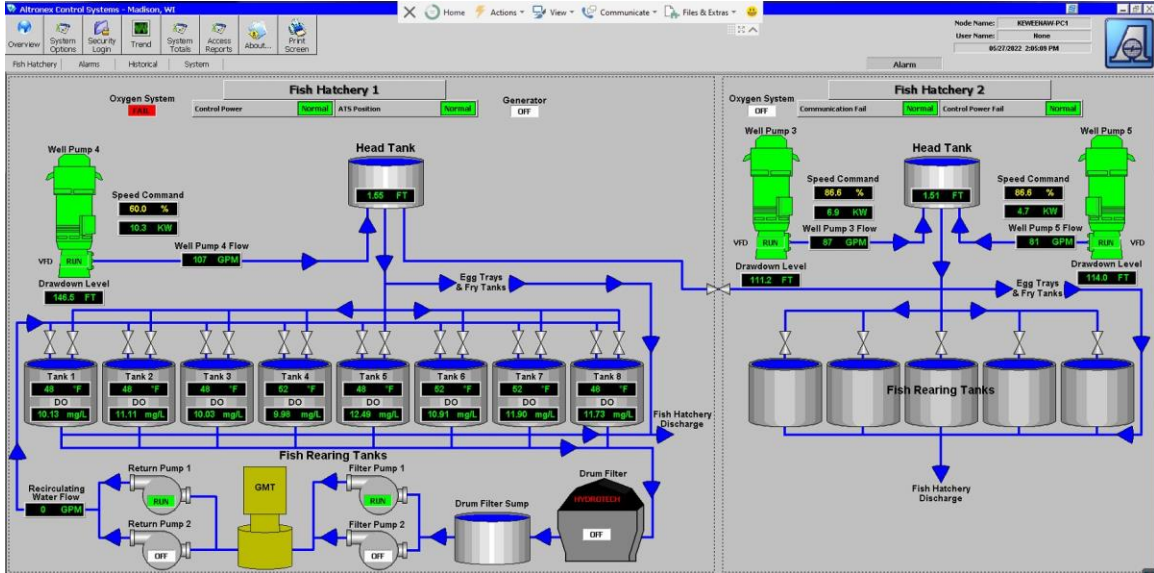 Altronex Control Systems - Madison, WI
Home Actions View Communicate Files & Extras
Overview
System Options
Security Login
Trend
System Totals
Access Reports
About...
Print Screen
Node Name: KEWEENAW-PC1
User Name: None
05/27/2022 2:05:09 PM
Fish Hatchery Alarms Historical System
Alarm
Fish Hatchery 1
Oxygen System
FAIL
Control Power Normal ATS Position Normal
Generator
OFF
Well Pump 4
Speed Command
60.0 %
10.3 KW
Well Pump 4 Flow
107 GPM
VFD RUN
Drawdown Level
146.5 FT
Head Tank
1.55 FT
Egg Trays
& Fry Tanks
Tank 1
48 °F
DO
10.13 mg/L
Tank 2
48 °F
DO
11.11 mg/L
Tank 3
48 °F
DO
10.03 mg/L
Tank 4
52 °F
DO
9.98 mg/L
Tank 5
48 °F
DO
12.49 mg/L
Tank 6
52 °F
DO
10.91 mg/L
Tank 7
52 °F
DO
11.90 mg/L
Tank 8
48 °F
DO
11.73 mg/L
Fish Hatchery
Discharge
Fish Rearing Tanks
Recirculating
Water Flow
0 GPM
Return Pump 1
RUN
Return Pump 2
OFF
GMT
Filter Pump 1
RUN
Filter Pump 2
OFF
Drum Filter Sump
Drum Filter
HYDROTECH
OFF
Fish Hatchery 2
Oxygen System
OFF
Communication Fail Normal Control Power Fail Normal
Well Pump 3
Speed Command
86.6 %
6.9 KW
Well Pump 3 Flow
87 GPM
RUN VFD
Drawdown Level
111.2 FT
Head Tank
1.51 FT
Well Pump 5
Speed Command
86.6 %
4.7 KW
Well Pump 5 Flow
81 GPM
RUN VFD
Drawdown Level
114.0 FT
Egg Trays
& Fry Tanks
Fish Rearing Tanks
Fish Hatchery
Discharge